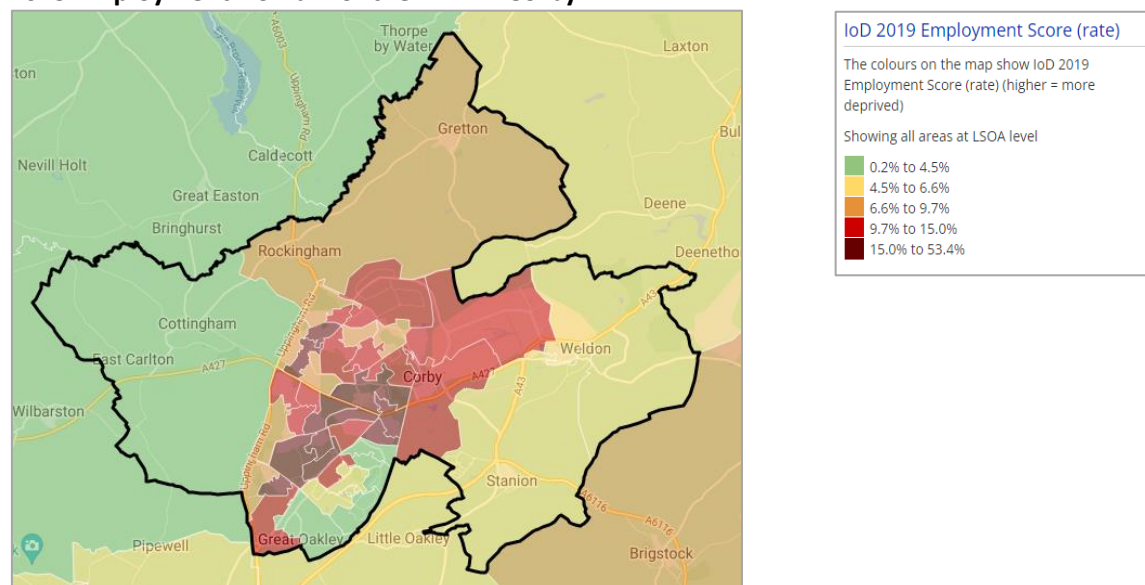 Thorpe
by Water
Laxton
A6003
Uppingham Rd
Gretton
Bul
Caldecott
Nevill Holt
Great Easton
Deene
Bringhurst
Rockingham
Deenetho
A43
Cottingham
Uppingham Rd
East Carlton
A427
Weldon
Corby
A427
A43
Wilbarston
Uppingham Rd
Stanion
A6116
A6116
Pipewell
Great Oakley
Little Oakley
Brigstock
IoD 2019 Employment Score (rate)
The colours on the map show IoD 2019
Employment Score (rate) (higher = more
deprived)
Showing all areas at LSOA level
0.2% to 4.5%
4.5% to 6.6%
6.6% to 9.7%
9.7% to 15.0%
15.0% to 53.4%